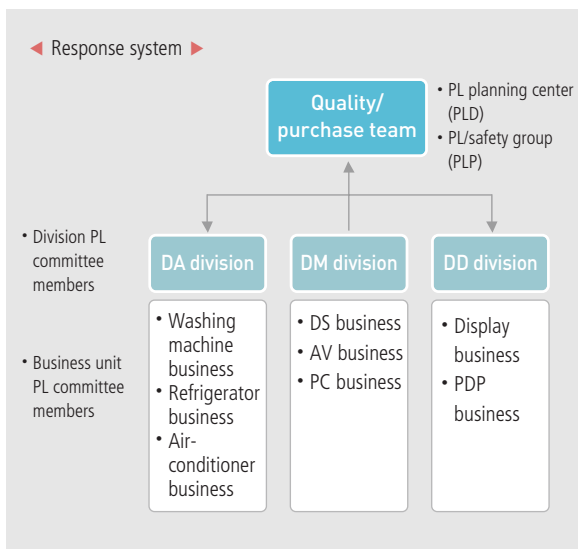 ◀ Response system ▶
Quality/
purchase team
• PL planning center
(PLD)
• PL/safety group
(PLP)
• Division PL
committee
members
DA division
DM division
DD division
• Business unit
PL committee
members
• Washing
machine
business
• Refrigerator
business
• Air-
conditioner
business
• DS business
• AV business
• PC business
• Display
business
• PDP
business